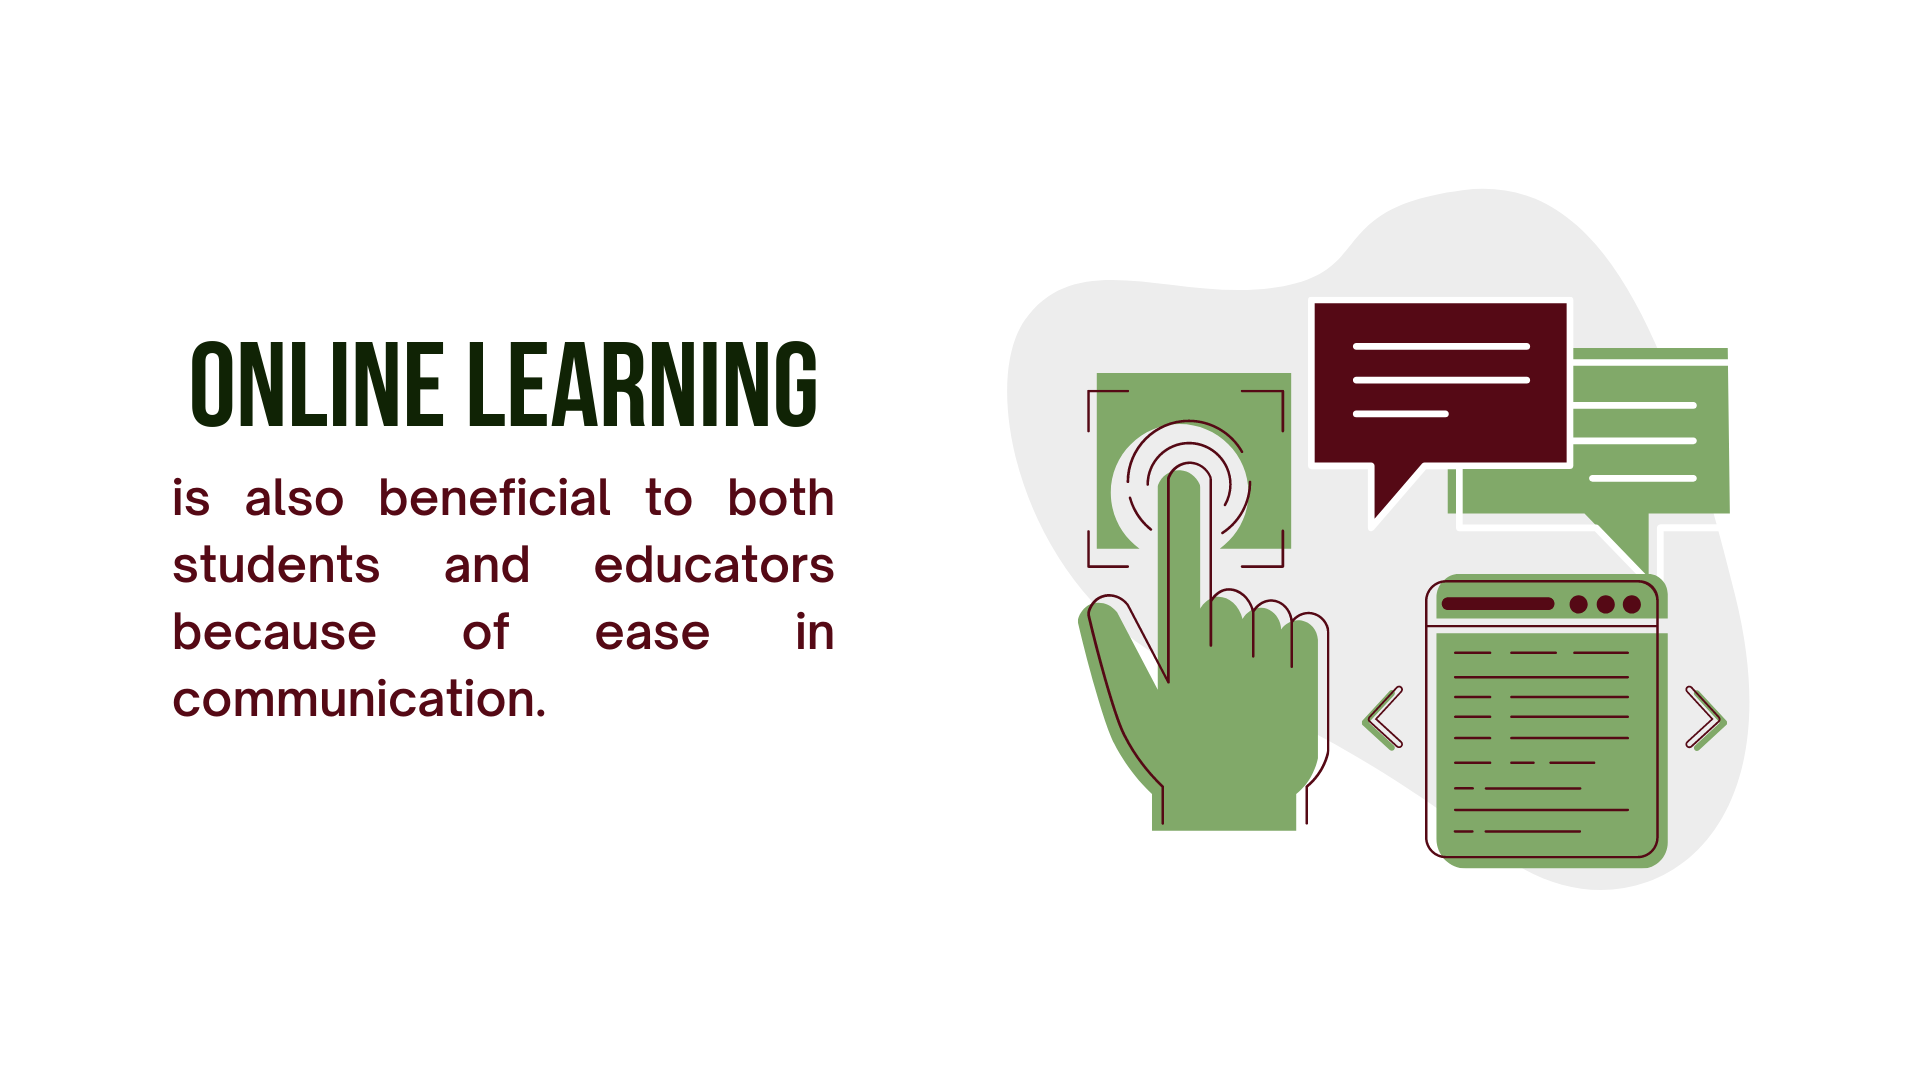 ONLINE LEARNING
is also beneficial to both
students and educators
because of ease in
communication.